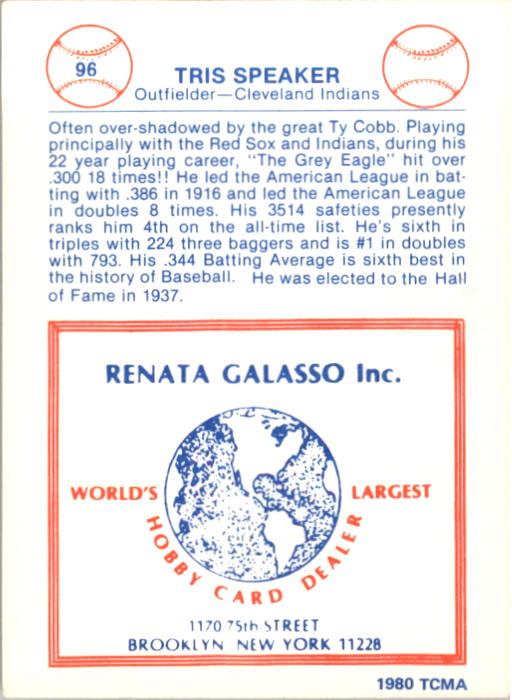 96
TRIS SPEAKER
Outfielder—Cleveland Indians
Often over-shadowed by the great Ty Cobb. Playing
principally with the Red Sox and Indians, during his
22 year playing career, "The Grey Eagle" hit over
.300 18 times!! He led the American League in bat-
ting with .386 in 1916 and led the American League
in doubles 8 times. His 3514 safeties presently
ranks him 4th on the all-time list. He's sixth in
triples with 224 three baggers and is #1 in doubles
with 793. His .344 Batting Average is sixth best in
the history of Baseball. He was elected to the Hall
of Fame in 1937.
RENATA GALASSO Inc.
WORLD'S LARGEST
HOBBY CARD DEALER
1170 75th STREET
BROOKLYN NEW YORK 11228
1980 TCMA